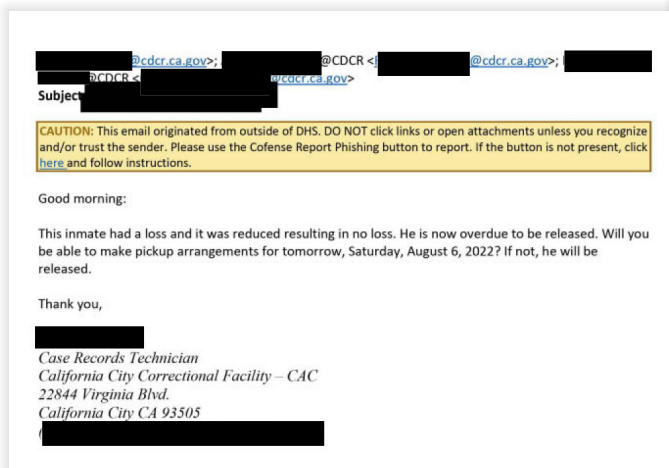 @cdcr.ca.gov>; @CDCR < @cdcr.ca.gov>;
@CDCR < @cdcr.ca.gov>
Subject
CAUTION: This email originated from outside of DHS. DO NOT click links or open attachments unless you recognize
and/or trust the sender. Please use the Cofense Report Phishing button to report. If the button is not present, click
here and follow instructions.
Good morning:
This inmate had a loss and it was reduced resulting in no loss. He is now overdue to be released. Will you
be able to make pickup arrangements for tomorrow, Saturday, August 6, 2022? If not, he will be
released.
Thank you,
Case Records Technician
California City Correctional Facility – CAC
22844 Virginia Blvd.
California City CA 93505
(